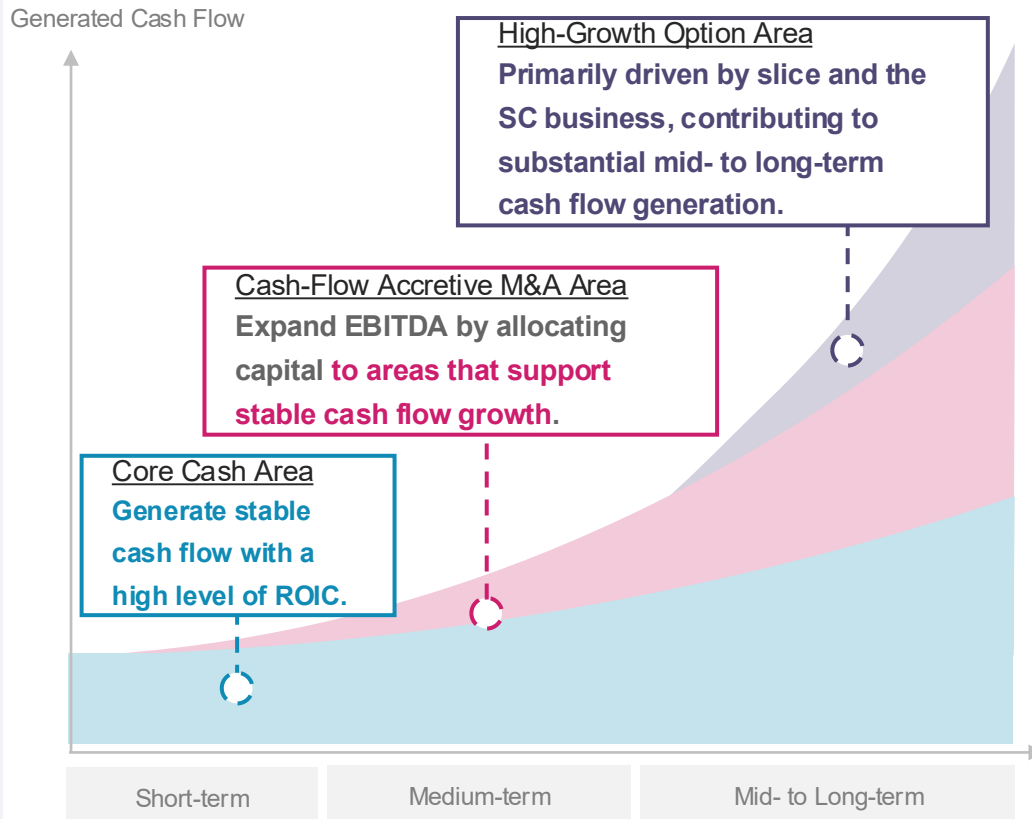 Generated Cash Flow
High-Growth Option Area
Primarily driven by slice and the
SC business, contributing to
substantial mid- to long-term
cash flow generation.
Cash-Flow Accretive M&A Area
Expand EBITDA by allocating
capital to areas that support
stable cash flow growth.
Core Cash Area
Generate stable
cash flow with a
high level of ROIC.
Short-term
Medium-term
Mid- to Long-term